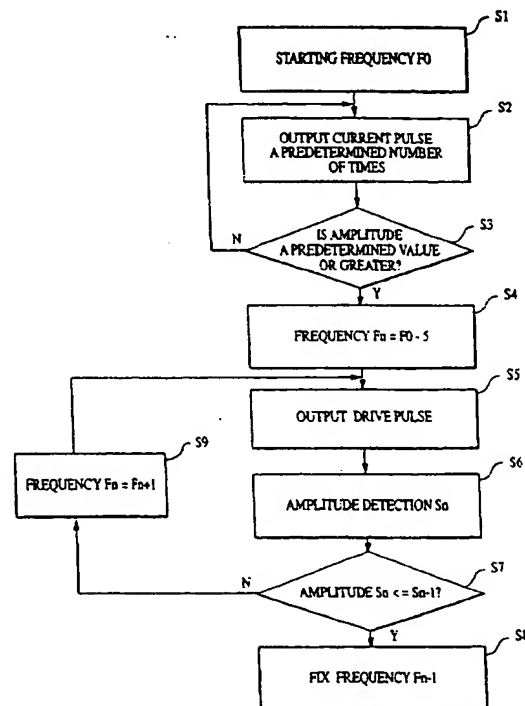 S1
STARTING FREQUENCY F0
S2
OUTPUT CURRENT PULSE
A PREDETERMINED NUMBER
OF TIMES
S3
N
IS AMPLITUDE
A PREDETERMINED VALUE
OR GREATER?
Y
S4
FREQUENCY Fn = F0 - 5
S5
OUTPUT DRIVE PULSE
S9
FREQUENCY Fn = Fn+1
S6
AMPLITUDE DETECTION Sn
S7
N
AMPLITUDE Sn <= Sn-1?
Y
S8
FIX FREQUENCY Fn-1